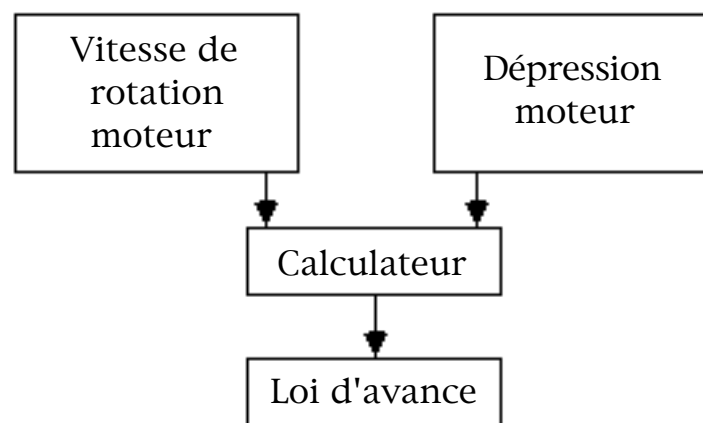 Vitesse de
rotation
moteur
Dépression
moteur
Calculateur
Loi d'avance